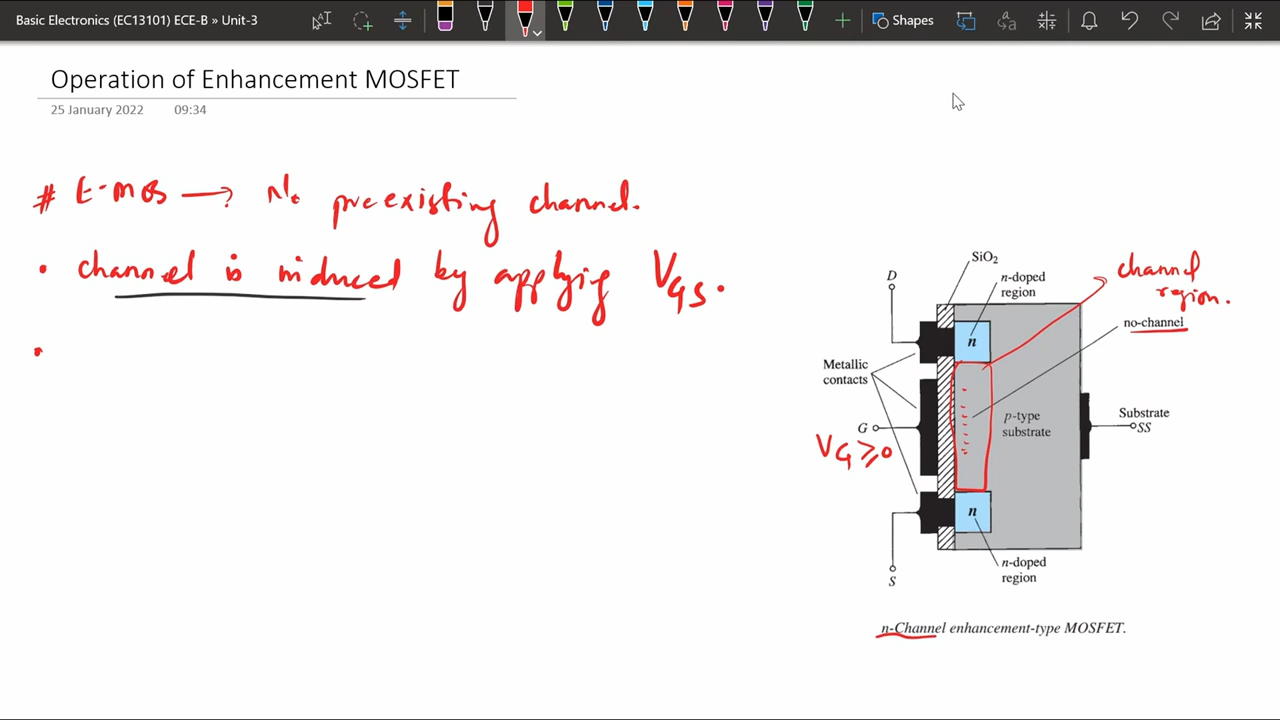 Basic Electronics (EC13101) ECE-B » Unit-3
Shapes
Operation of Enhancement MOSFET
25 January 2022 09:34
# E-MOS → No preexisting channel.
• channel is induced by applying VGS.
•
SiO2
D
n-doped
region
channel
region.
no-channel
n
Metallic
contacts
p-type
substrate
Substrate
SS
G
VG ⩾ 0
n
S
n-doped
region
n-Channel enhancement-type MOSFET.